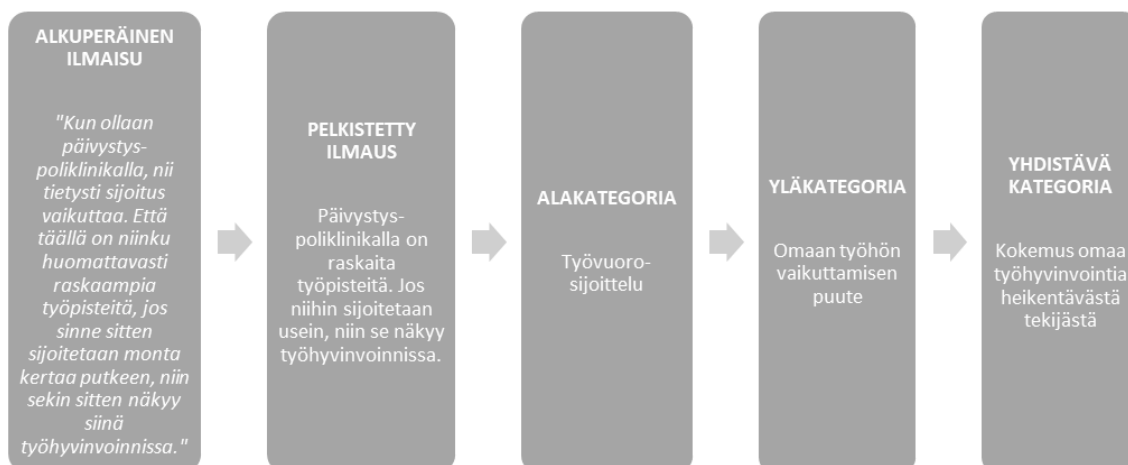 ALKUPERÄINEN
ILMAISU
"Kun ollaan
päivystys-
poliklinikalla, nii
tietysti sijoitus
vaikuttaa. Että
täällä on niinku
huomattavasti
raskaampia
työpisteitä, jos
sinne sitten
sijoitetaan monta
kertaa putkeen, niin
sekin sitten näkyy
siinä
työhyvinvoinnissa."
PELKISTETTY
ILMAUS
Päivystys-
poliklinikalla on
raskaita
työpisteitä. Jos
niihin sijoitetaan
usein, niin se näkyy
työhyvinvoinnissa.
ALAKATEGORIA
Työvuoro-
sijoittelu
YLÄKATEGORIA
Omaan työhön
vaikuttamisen
puute
YHDISTÄVÄ
KATEGORIA
Kokemus omaa
työhyvinvointia
heikentävästä
tekijästä